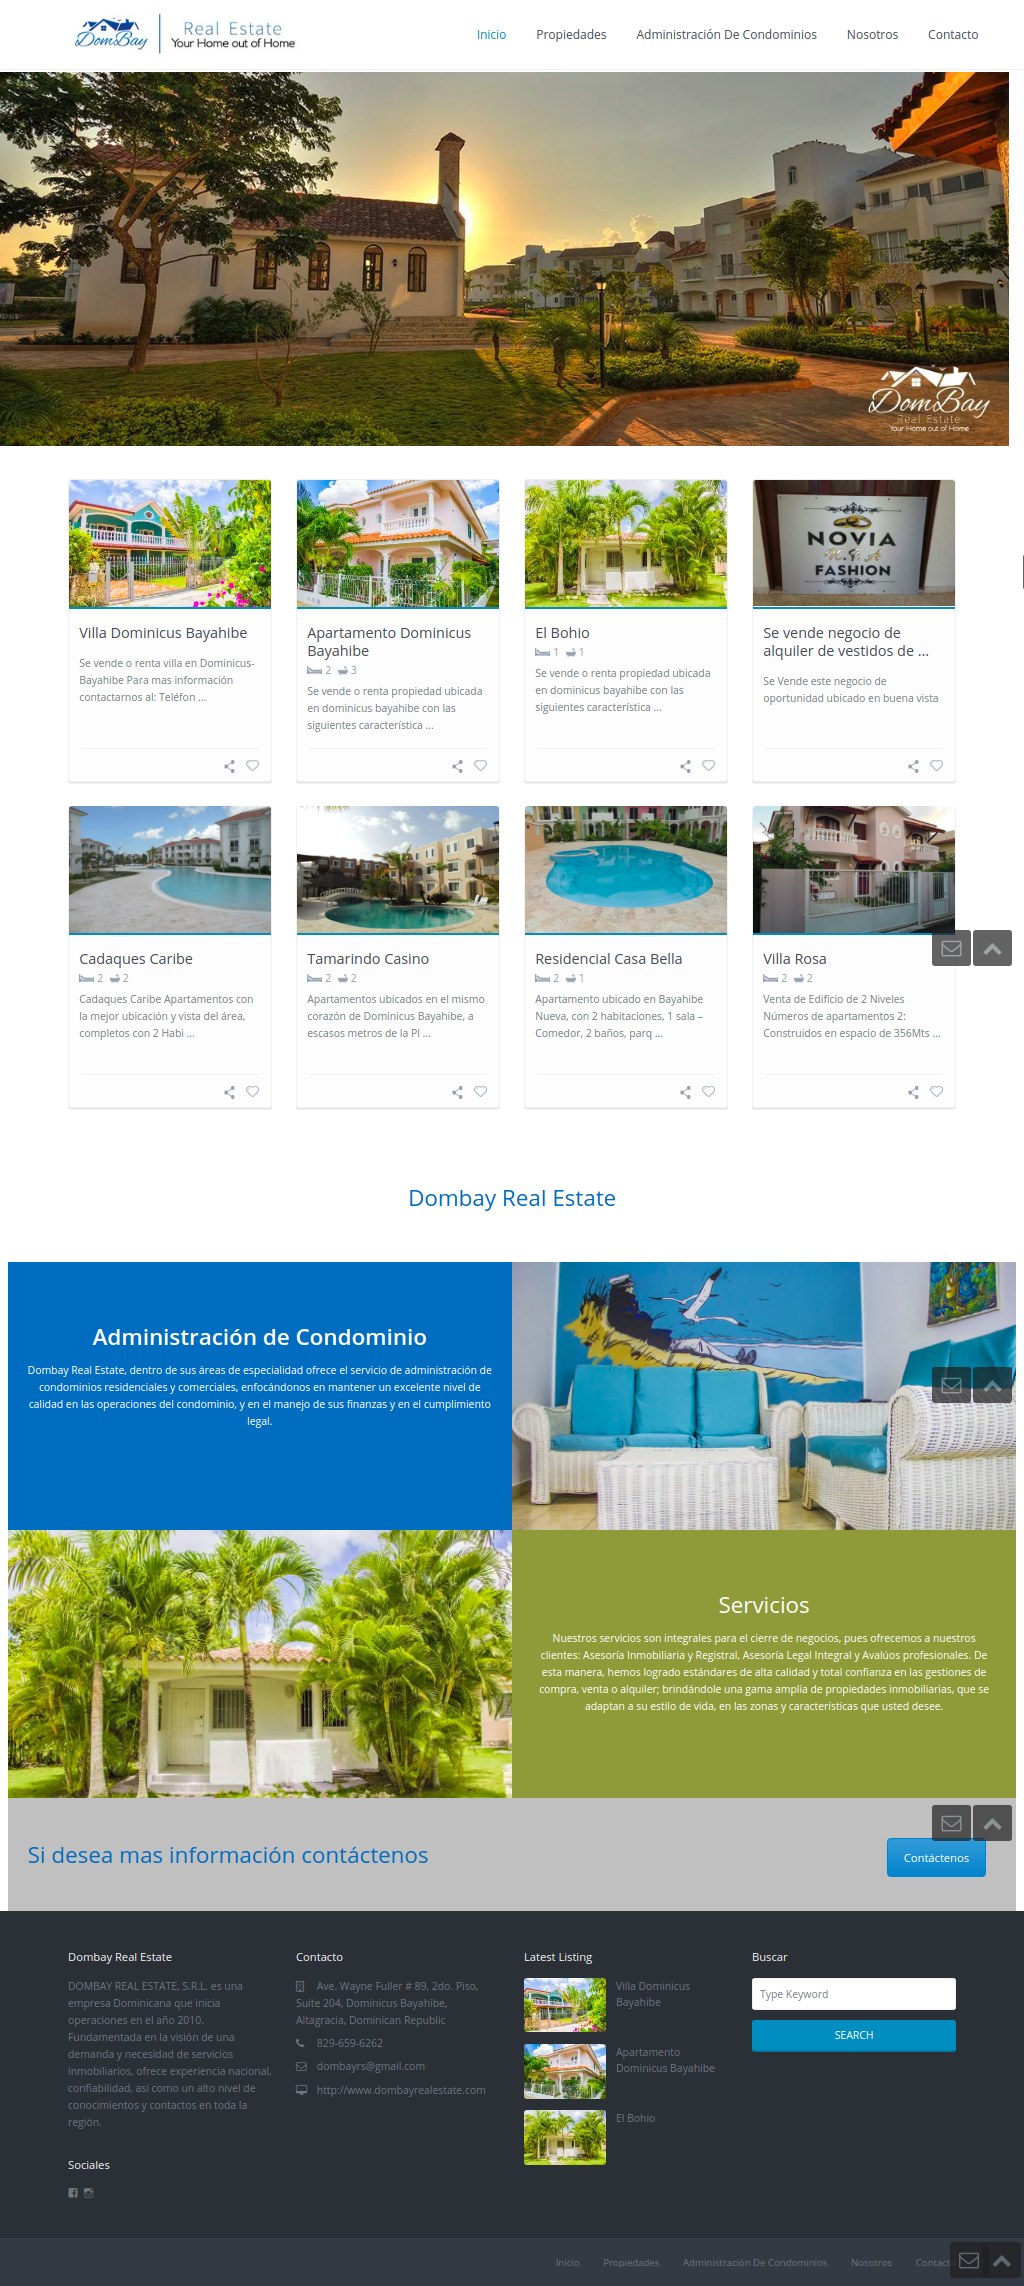 DomBay
Real Estate
Your Home out of Home
Inicio Propiedades Administración De Condominios Nosotros Contacto
DomBay
Real Estate
Your Home out of Home
NOVIA
FASHION
Villa Dominicus Bayahibe
Se vende o renta villa en Dominicus-
Bayahibe Para mas información
contactarnos al: Teléfon ...
Apartamento Dominicus
Bayahibe
2 3
Se vende o renta propiedad ubicada
en dominicus bayahibe con las
siguientes característica ...
El Bohio
1 1
Se vende o renta propiedad ubicada
en dominicus bayahibe con las
siguientes característica ...
Se vende negocio de
alquiler de vestidos de ...
Se Vende este negocio de
oportunidad ubicado en buena vista
Cadaques Caribe
2 2
Cadaques Caribe Apartamentos con
la mejor ubicación y vista del área,
completos con 2 Habi ...
Tamarindo Casino
2 2
Apartamentos ubicados en el mismo
corazón de Dominicus Bayahibe, a
escasos metros de la Pl ...
Residencial Casa Bella
2 1
Apartamento ubicado en Bayahibe
Nueva, con 2 habitaciones, 1 sala –
Comedor, 2 baños, parq ...
Villa Rosa
2 2
Venta de Edificio de 2 Niveles
Números de apartamentos 2:
Construidos en espacio de 356Mts ...
Dombay Real Estate
Administración de Condominio
Dombay Real Estate, dentro de sus áreas de especialidad ofrece el servicio de administración de
condominios residenciales y comerciales, enfocándonos en mantener un excelente nivel de
calidad en las operaciones del condominio, y en el manejo de sus finanzas y en el cumplimiento
legal.
Servicios
Nuestros servicios son integrales para el cierre de negocios, pues ofrecemos a nuestros
clientes: Asesoría Inmobiliaria y Registral, Asesoría Legal Integral y Avalúos profesionales. De
esta manera, hemos logrado estándares de alta calidad y total confianza en las gestiones de
compra, venta o alquiler; brindándole una gama amplia de propiedades inmobiliarias, que se
adaptan a su estilo de vida, en las zonas y características que usted desee.
Si desea mas información contáctenos
Contáctenos
Dombay Real Estate
DOMBAY REAL ESTATE, S.R.L. es una
empresa Dominicana que inicia
operaciones en el año 2010.
Fundamentada en la visión de una
demanda y necesidad de servicios
inmobiliarios, ofrece experiencia nacional,
confiabilidad, así como un alto nivel de
conocimientos y contactos en toda la
región.
Sociales
Contacto
Ave. Wayne Fuller # 89, 2do. Piso,
Suite 204, Dominicus Bayahibe,
Altagracia, Dominican Republic
829-659-6262
dombayrs@gmail.com
http://www.dombayrealestate.com
Latest Listing
Villa Dominicus
Bayahibe
Apartamento
Dominicus Bayahibe
El Bohio
Buscar
Type Keyword
SEARCH
Inicio Propiedades Administración De Condominios Nosotros Contacto